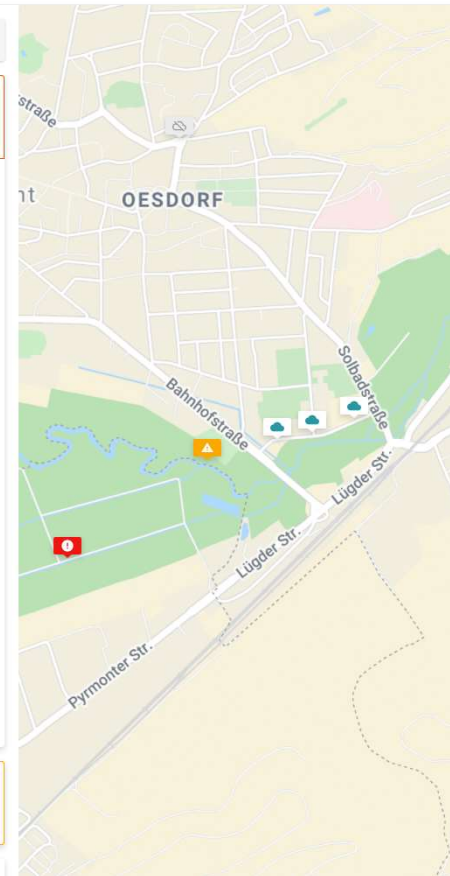 straße
nt
OESDORF
Solbadstraße
Bahnhofstraße
Lügder Str.
Lügder Str.
Pyrmonter Str.